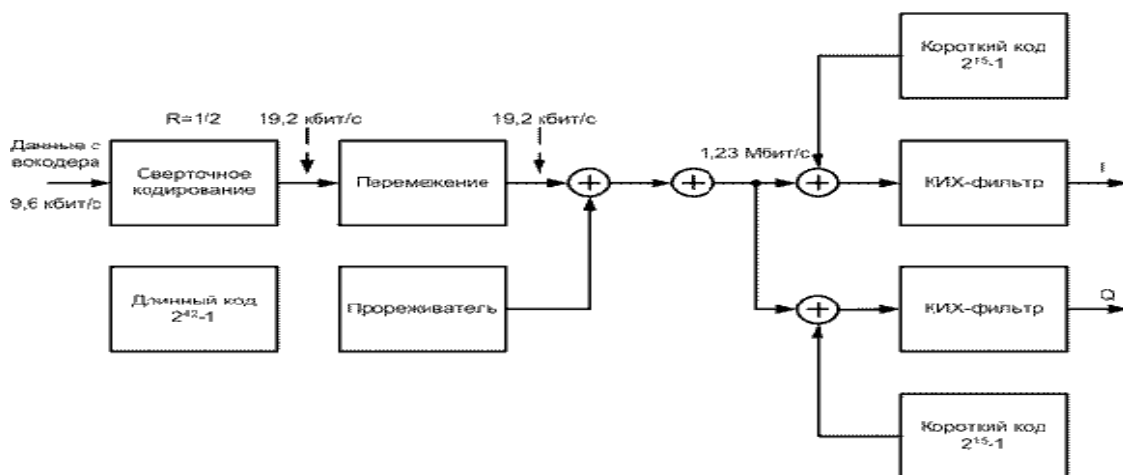 Короткий код
2¹⁵-1
R=1/2
19,2 кбит/с
19,2 кбит/с
Данные с
вокодера
9,6 кбит/с
Сверточное
кодирование
Перемежение
1,23 Мбит/с
КИХ-фильтр
I
Длинный код
2⁴²-1
Прореживатель
КИХ-фильтр
Q
Короткий код
2¹⁵-1